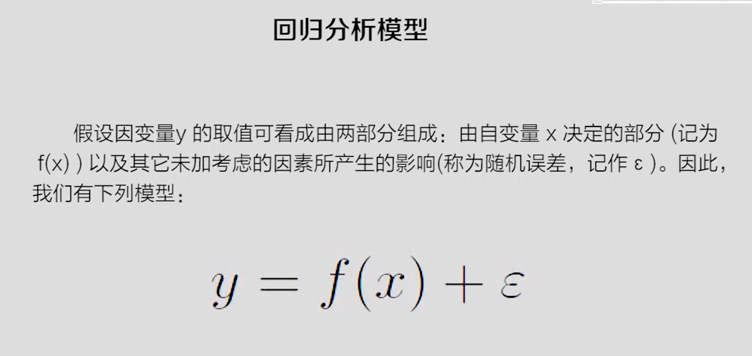 回归分析模型
假设因变量y 的取值可看成由两部分组成：由自变量 x 决定的部分 (记为
f(x) ) 以及其它未加考虑的因素所产生的影响(称为随机误差，记作 ε )。因此，
我们有下列模型：
y = f(x) + ε